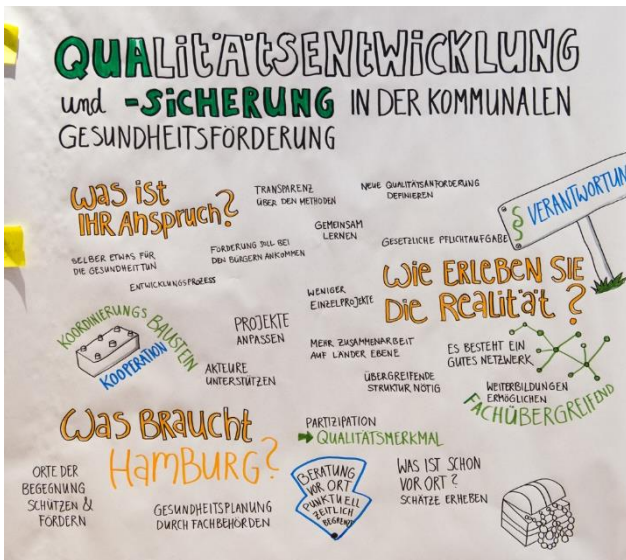 QUALITÄTSENTWICKLUNG
und -SICHERUNG IN DER KOMMUNALEN
GESUNDHEITSFÖRDERUNG
Was ist
IHR Anspruch?
TRANSPARENZ
ÜBER DEN METHODEN
NEUE QUALITÄTSANFORDERUNG
DEFINIEREN
GEMEINSAM
LERNEN
GESETZLICHE PFLICHTAUFGABE
§
VERANTWORTUN
SELBER ETWAS FÜR
DIE GESUNDHEIT TUN
FÖRDERUNG SOLL BEI
DEN BÜRGERN ANKOMMEN
ENTWICKLUNGSPROZESS
WENIGER
EINZELPROJEKTE
Wie ERLEBEN SIE
DIE REALITÄT?
KOORDINIERUNGS BAUSTEIN
KOOPERATION
PROJEKTE
ANPASSEN
AKTEURE
UNTERSTÜTZEN
MEHR ZUSAMMENARBEIT
AUF LÄNDER EBENE
ÜBERGREIFENDE
STRUKTUR NÖTIG
ES BESTEHT EIN
GUTES NETZWERK
WEITERBILDUNGEN
ERMÖGLICHEN
FACHÜBERGREIFEND
Was BRAUCHT
HAMBURG?
PARTIZIPATION
➡ QUALITÄTSMERKMAL
ORTE DER
BEGEGNUNG
SCHÜTZEN &
FÖRDERN
GESUNDHEITSPLANUNG
DURCH FACHBEHÖRDEN
BERATUNG
VOR ORT
PUNKTUELL
ZEITLICH
BEGRENZT
WAS IST SCHON
VOR ORT?
SCHÄTZE ERHEBEN